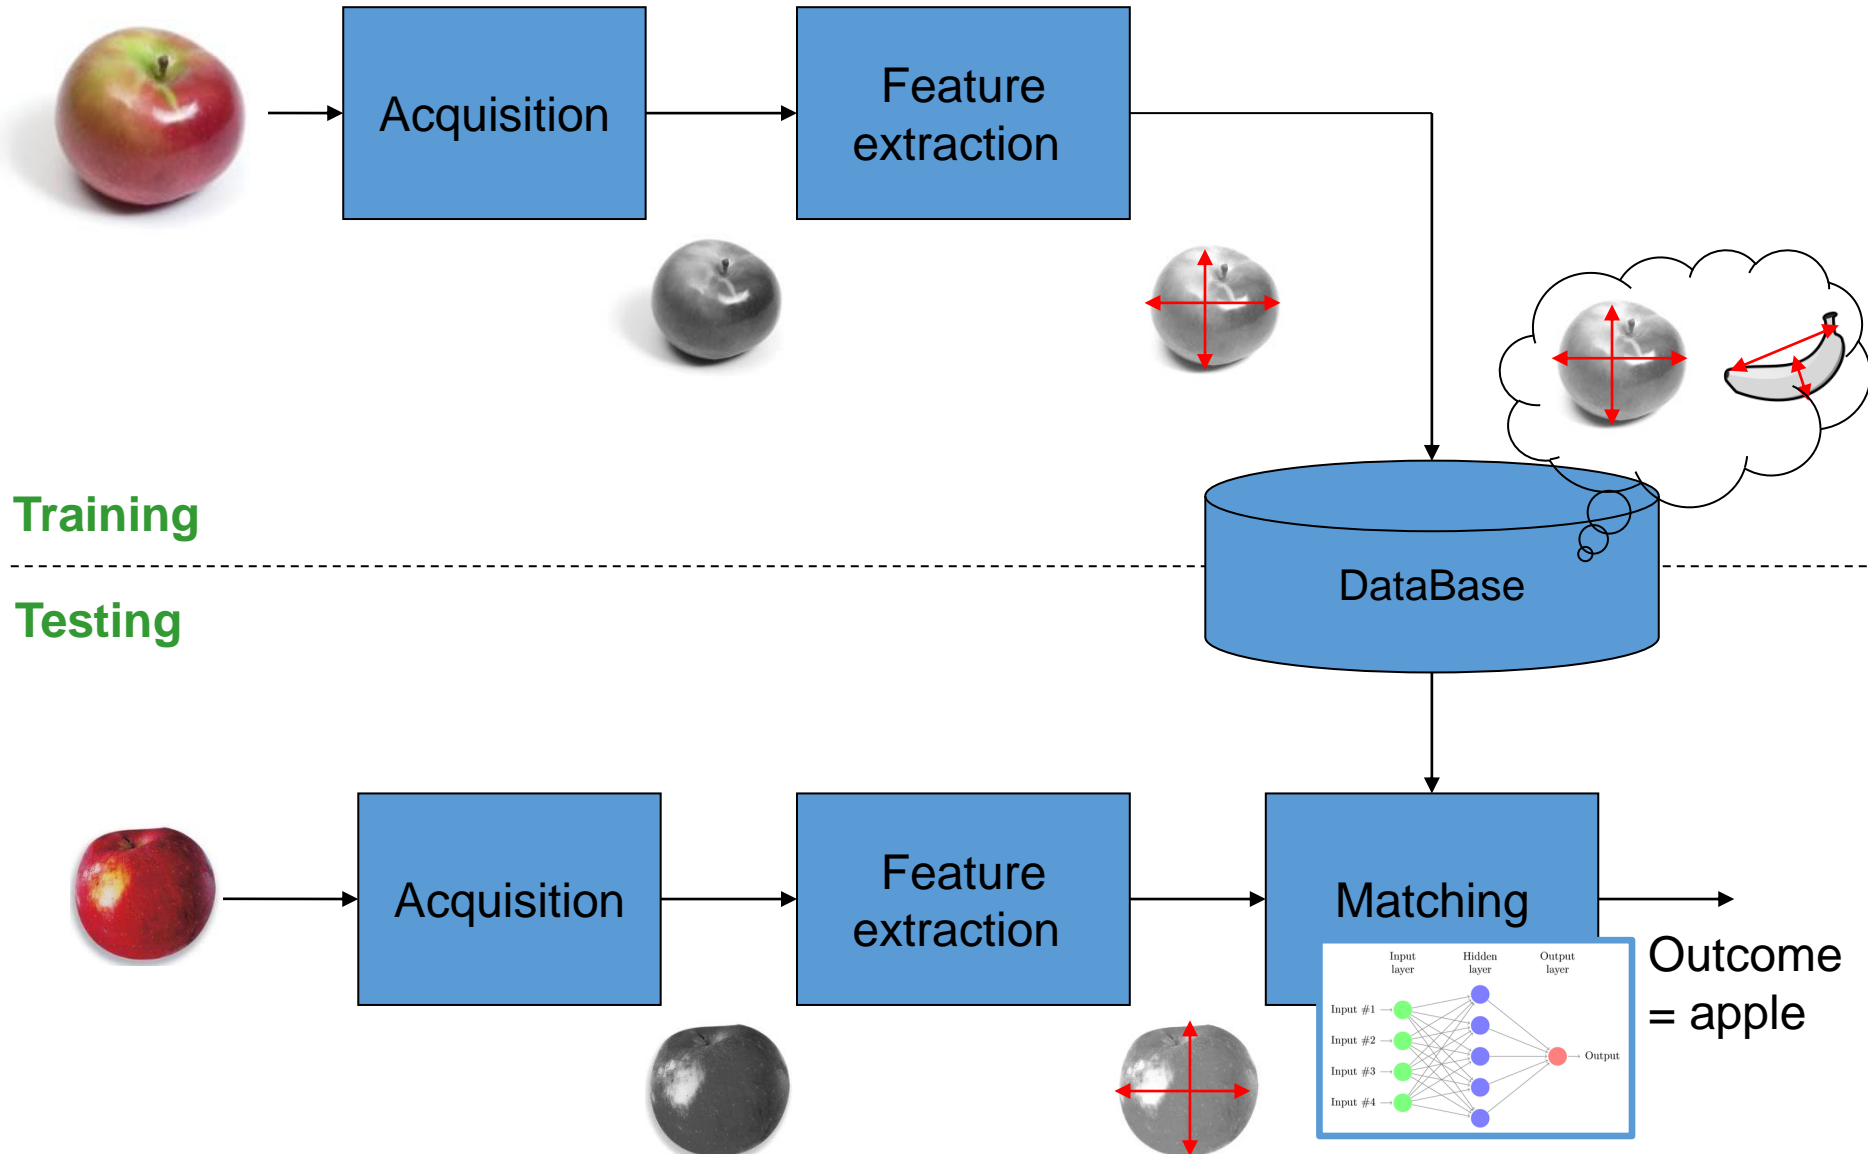 Acquisition
Feature
extraction
Training
DataBase
Testing
Acquisition
Feature
extraction
Matching
Outcome
= apple
Input
layer
Hidden
layer
Output
layer
Input #1
Input #2
Input #3
Input #4
Output